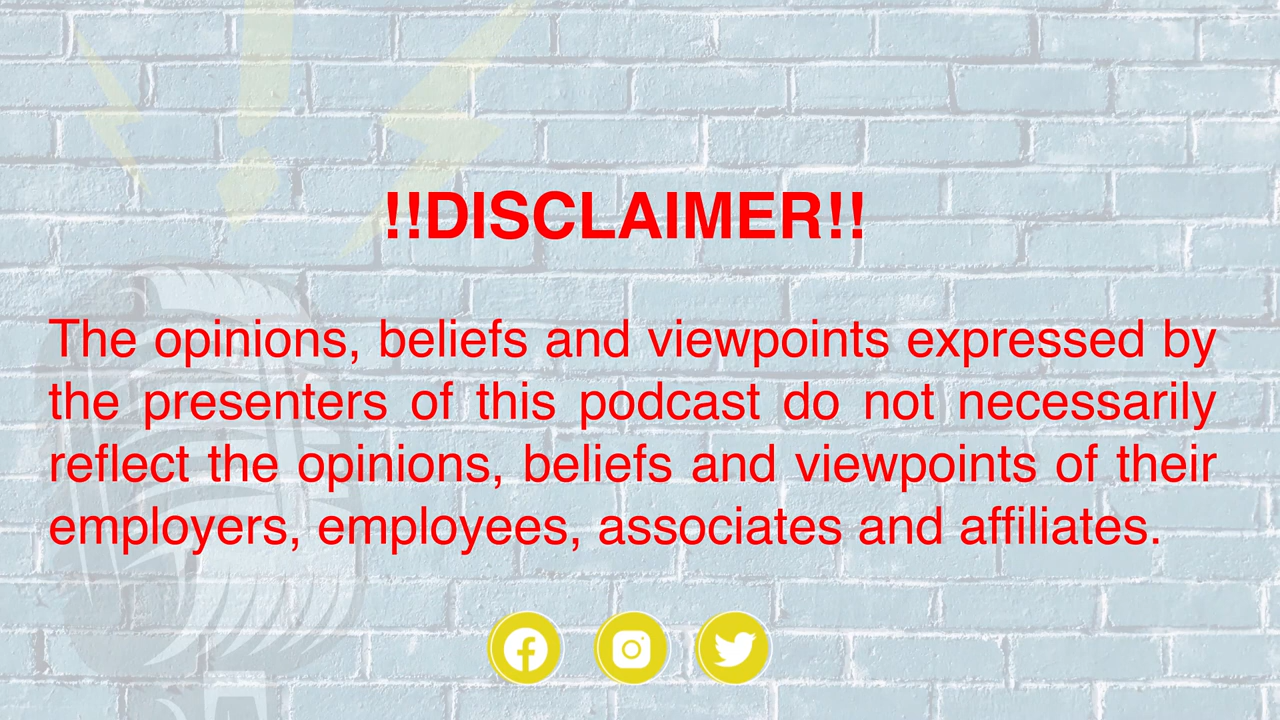 !!DISCLAIMER!!
The opinions, beliefs and viewpoints expressed by
the presenters of this podcast do not necessarily
reflect the opinions, beliefs and viewpoints of their
employers, employees, associates and affiliates.